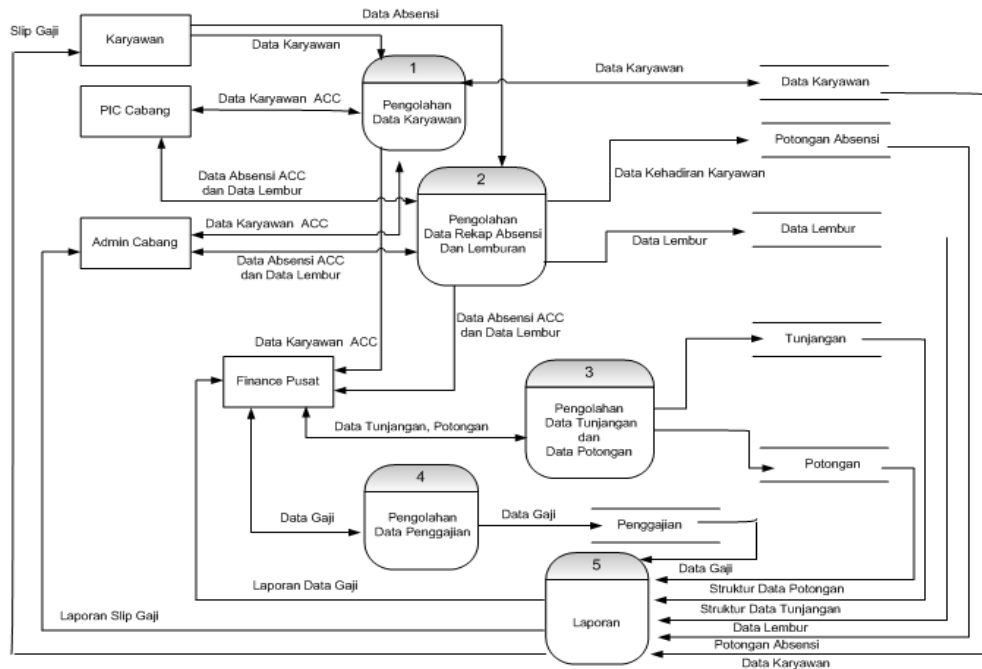 Data Absensi
Slip Gaji
Karyawan
Data Karyawan
1
Pengolahan
Data Karyawan
Data Karyawan
Data Karyawan
PIC Cabang
Data Karyawan ACC
Potongan Absensi
Data Absensi ACC
dan Data Lembur
2
Pengolahan
Data Rekap Absensi
Dan Lemburan
Data Kehadiran Karyawan
Admin Cabang
Data Karyawan ACC
Data Absensi ACC
dan Data Lembur
Data Lembur
Data Lembur
Data Absensi ACC
dan Data Lembur
Data Karyawan ACC
Finance Pusat
3
Pengolahan
Data Tunjangan
dan
Data Potongan
Tunjangan
Data Tunjangan, Potongan
Potongan
4
Pengolahan
Data Penggajian
Data Gaji
Data Gaji
Penggajian
5
Laporan
Data Gaji
Laporan Data Gaji
Struktur Data Potongan
Laporan Slip Gaji
Struktur Data Tunjangan
Data Lembur
Potongan Absensi
Data Karyawan